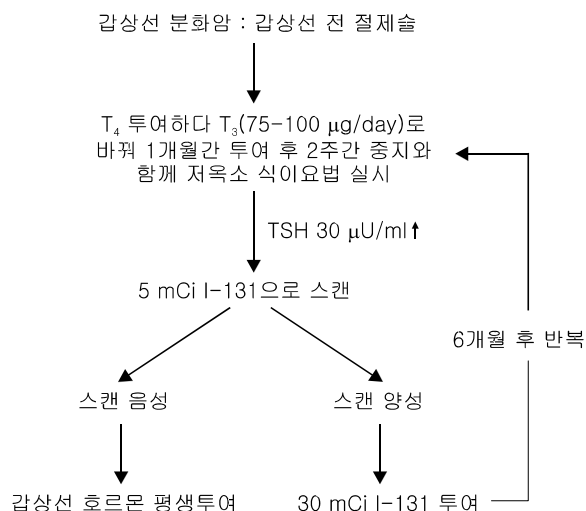 갑상선 분화암 : 갑상선 전 절제술
T₄ 투여하다 T₃(75-100 μg/day)로
바꿔 1개월간 투여 후 2주간 중지와
함께 저옥소 식이요법 실시
TSH 30 μU/ml↑
5 mCi I-131으로 스캔
6개월 후 반복
스캔 음성
스캔 양성
갑상선 호르몬 평생투여
30 mCi I-131 투여